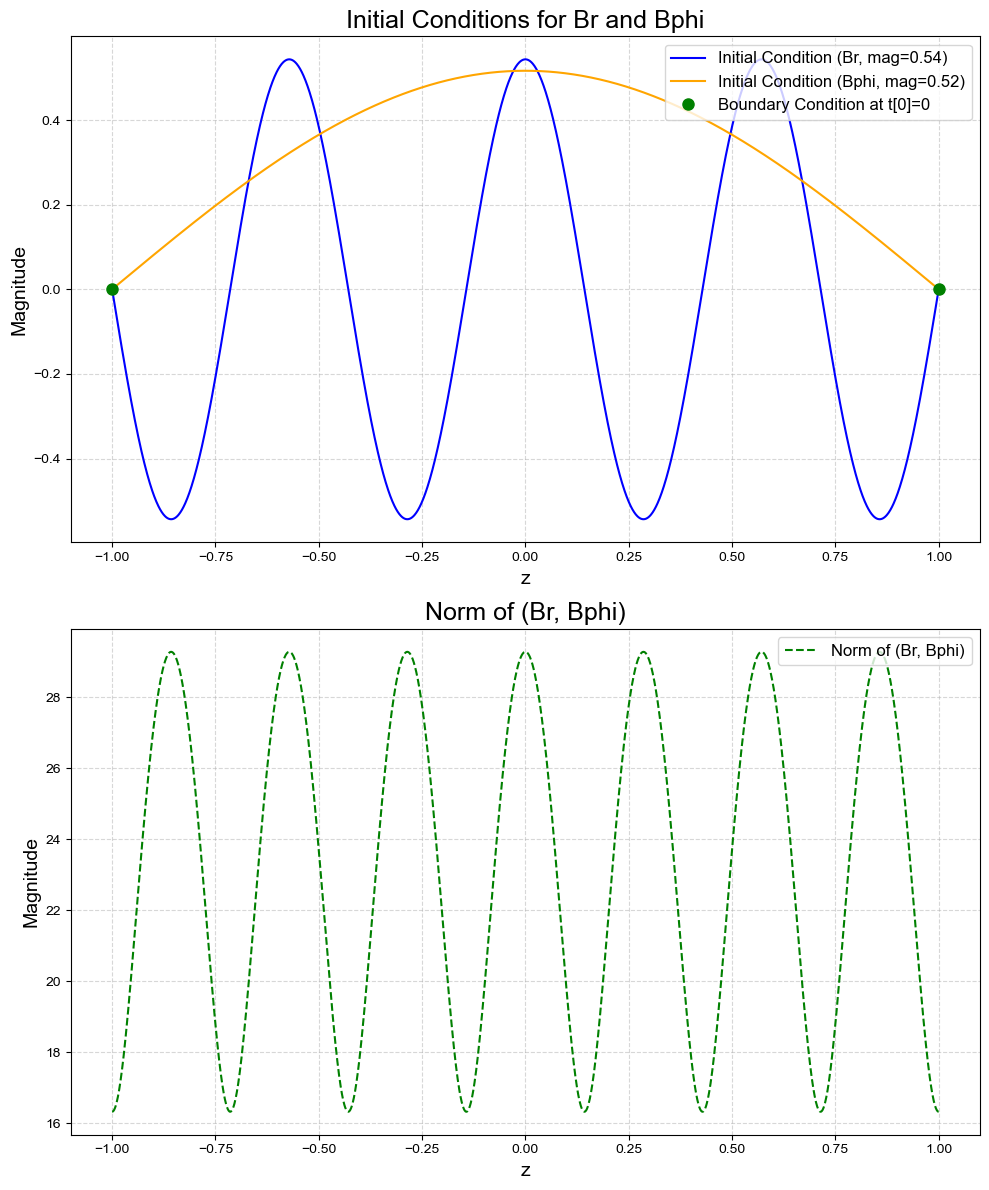 Initial Conditions for Br and Bphi
Initial Condition (Br, mag=0.54)
Initial Condition (Bphi, mag=0.52)
Boundary Condition at t[0]=0
Magnitude
0.4
0.2
0.0
−0.2
−0.4
−1.00 −0.75 −0.50 −0.25 0.00 0.25 0.50 0.75 1.00
z
Norm of (Br, Bphi)
Norm of (Br, Bphi)
Magnitude
28
26
24
22
20
18
16
−1.00 −0.75 −0.50 −0.25 0.00 0.25 0.50 0.75 1.00
z